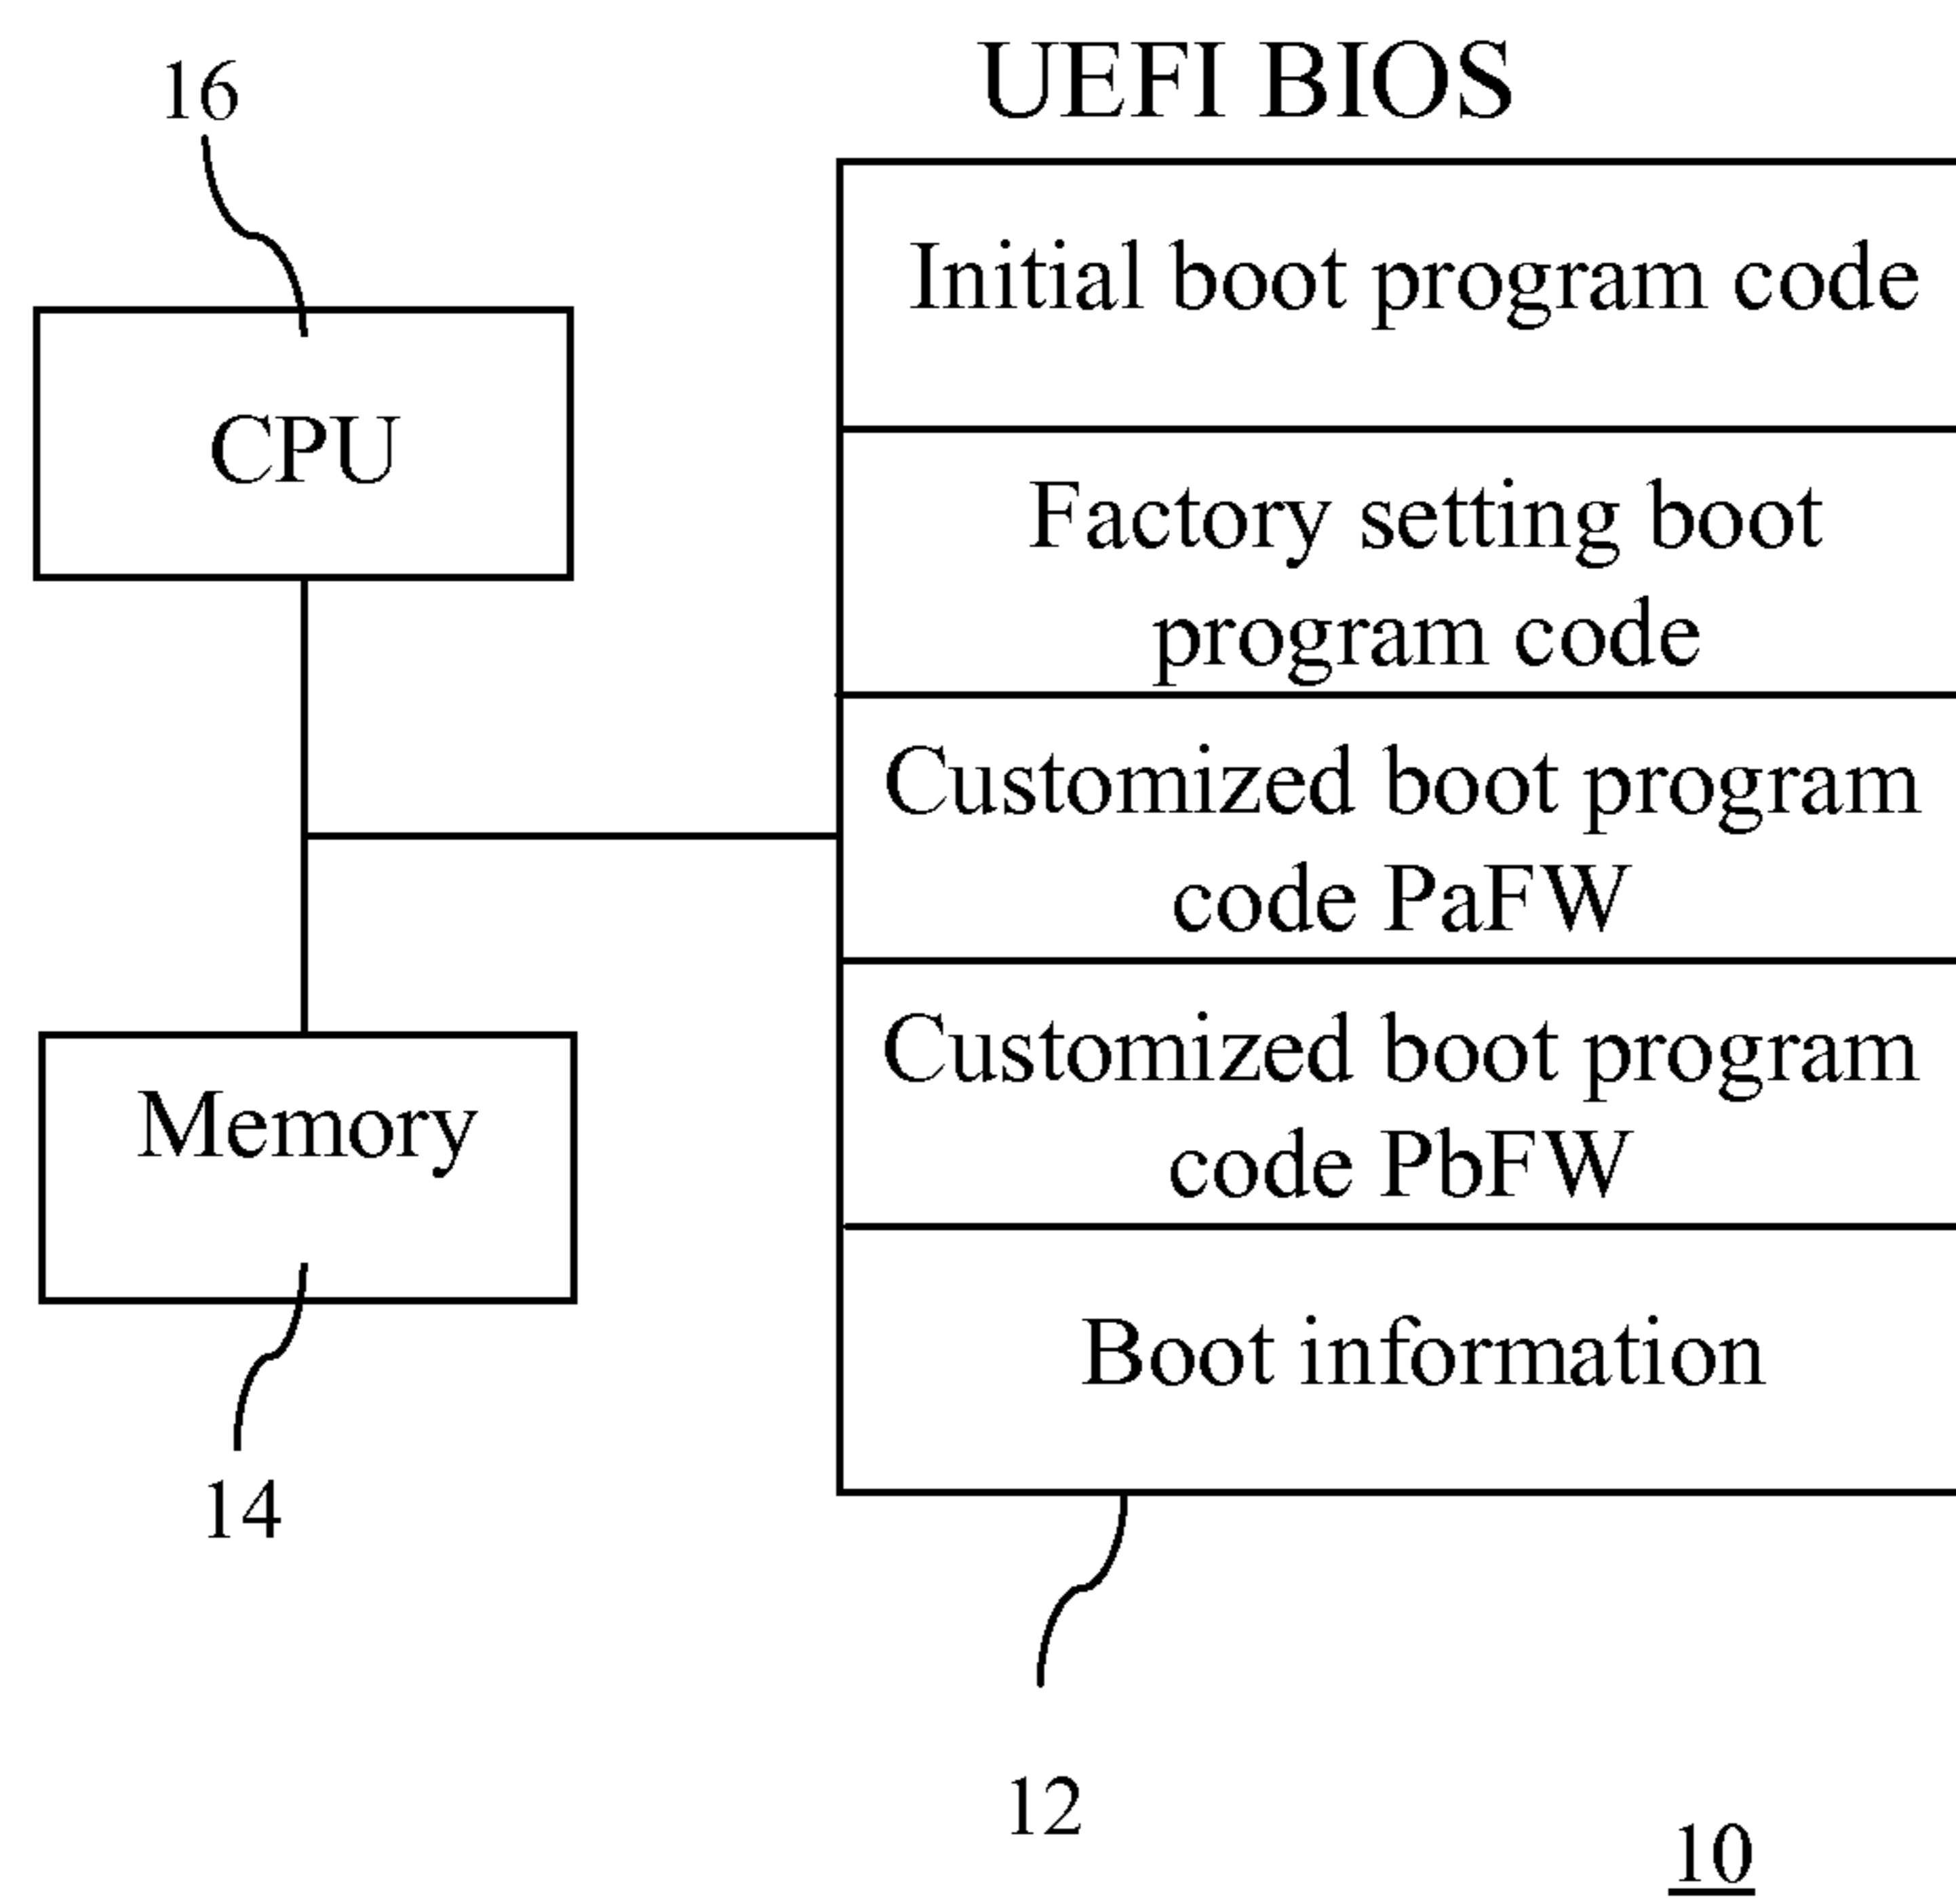 16
UEFI BIOS
Initial boot program code
CPU
Factory setting boot
program code
Customized boot program
code PaFW
Customized boot program
code PbFW
Memory
Boot information
14
12
10